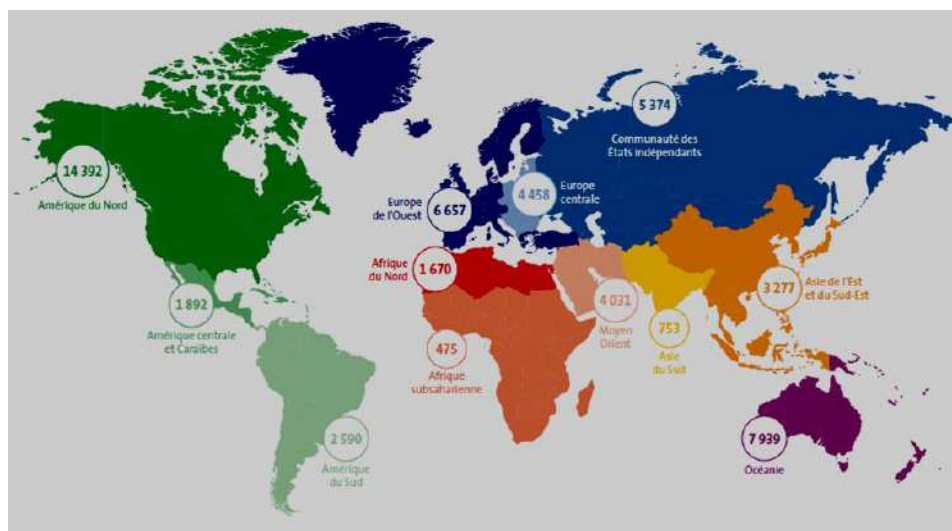 5 374
Communauté des
États indépendants
14 392
Amérique du Nord
4 458
Europe
centrale
Europe
de l'Ouest
6 657
Afrique
du Nord
1 670
1 892
Amérique centrale
et Caraïbes
4 031
Moyen
Orient
753
Asie
du Sud
3 277
Asie de l'Est
et du Sud-Est
475
Afrique
subsaharienne
2 590
Amérique
du Sud
7 939
Océanie